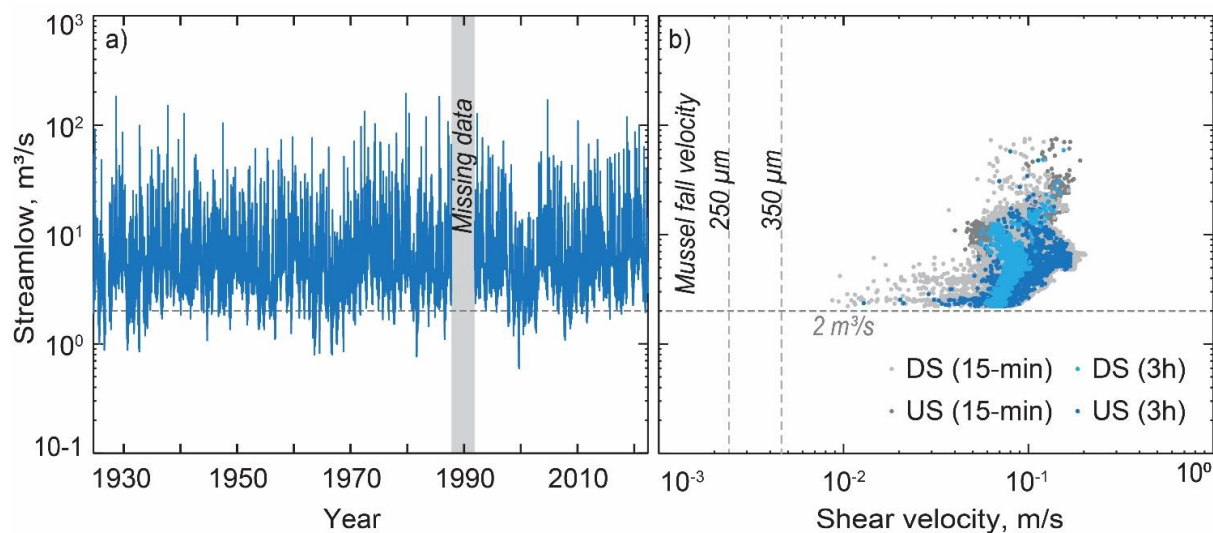 a)
Streamlow, m³/s
10³
10²
10¹
10⁰
10-1
Missing data
1930 1950 1970 1990 2010
Year
b)
Mussel fall velocity
250 µm
350 µm
2 m³/s
DS (15-min) DS (3h)
US (15-min) US (3h)
10-3 10-2 10-1 10⁰
Shear velocity, m/s